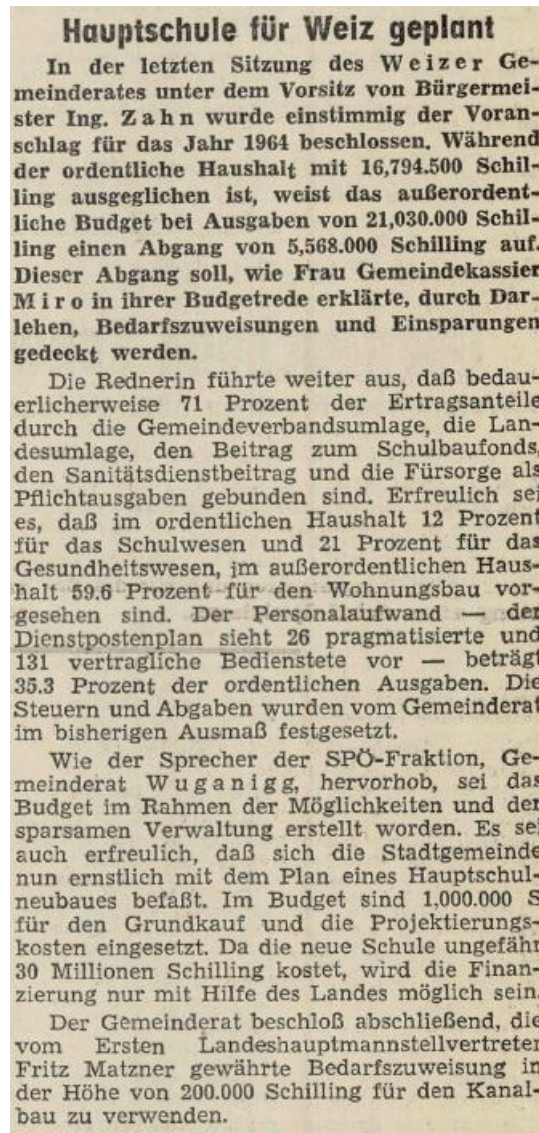 Hauptschule für Weiz geplant
In der letzten Sitzung des Weizer Ge-
meinderates unter dem Vorsitz von Bürgermei-
ster Ing. Zahn wurde einstimmig der Voran-
schlag für das Jahr 1964 beschlossen. Während
der ordentliche Haushalt mit 16,794.500 Schil-
ling ausgeglichen ist, weist das außerordent-
liche Budget bei Ausgaben von 21,030.000 Schil-
ling einen Abgang von 5,568.000 Schilling auf.
Dieser Abgang soll, wie Frau Gemeindekassier
Miro in ihrer Budgetrede erklärte, durch Dar-
lehen, Bedarfszuweisungen und Einsparungen
gedeckt werden.
Die Rednerin führte weiter aus, daß bedau-
erlicherweise 71 Prozent der Ertragsanteile
durch die Gemeindeverbandsumlage, die Lan-
desumlage, den Beitrag zum Schulbaufonds,
den Sanitätsdienstbeitrag und die Fürsorge als
Pflichtausgaben gebunden sind. Erfreulich sei
es, daß im ordentlichen Haushalt 12 Prozent
für das Schulwesen und 21 Prozent für das
Gesundheitswesen, im außerordentlichen Haus-
halt 59.6 Prozent für den Wohnungsbau vor-
gesehen sind. Der Personalaufwand — der
Dienstpostenplan sieht 26 pragmatisierte und
131 vertragliche Bedienstete vor — beträgt
35.3 Prozent der ordentlichen Ausgaben. Die
Steuern und Abgaben wurden vom Gemeinderat
im bisherigen Ausmaß festgesetzt.
Wie der Sprecher der SPÖ-Fraktion, Ge-
meinderat Wuganigg, hervorhob, sei das
Budget im Rahmen der Möglichkeiten und der
sparsamen Verwaltung erstellt worden. Es sei
auch erfreulich, daß sich die Stadtgemeinde
nun ernstlich mit dem Plan eines Hauptschul-
neubaues befaßt. Im Budget sind 1,000.000 S
für den Grundkauf und die Projektierungs-
kosten eingesetzt. Da die neue Schule ungefähr
30 Millionen Schilling kostet, wird die Finan-
zierung nur mit Hilfe des Landes möglich sein.
Der Gemeinderat beschloß abschließend, die
vom Ersten Landeshauptmannstellvertreter
Fritz Matzner gewährte Bedarfszuweisung in
der Höhe von 200.000 Schilling für den Kanal-
bau zu verwenden.